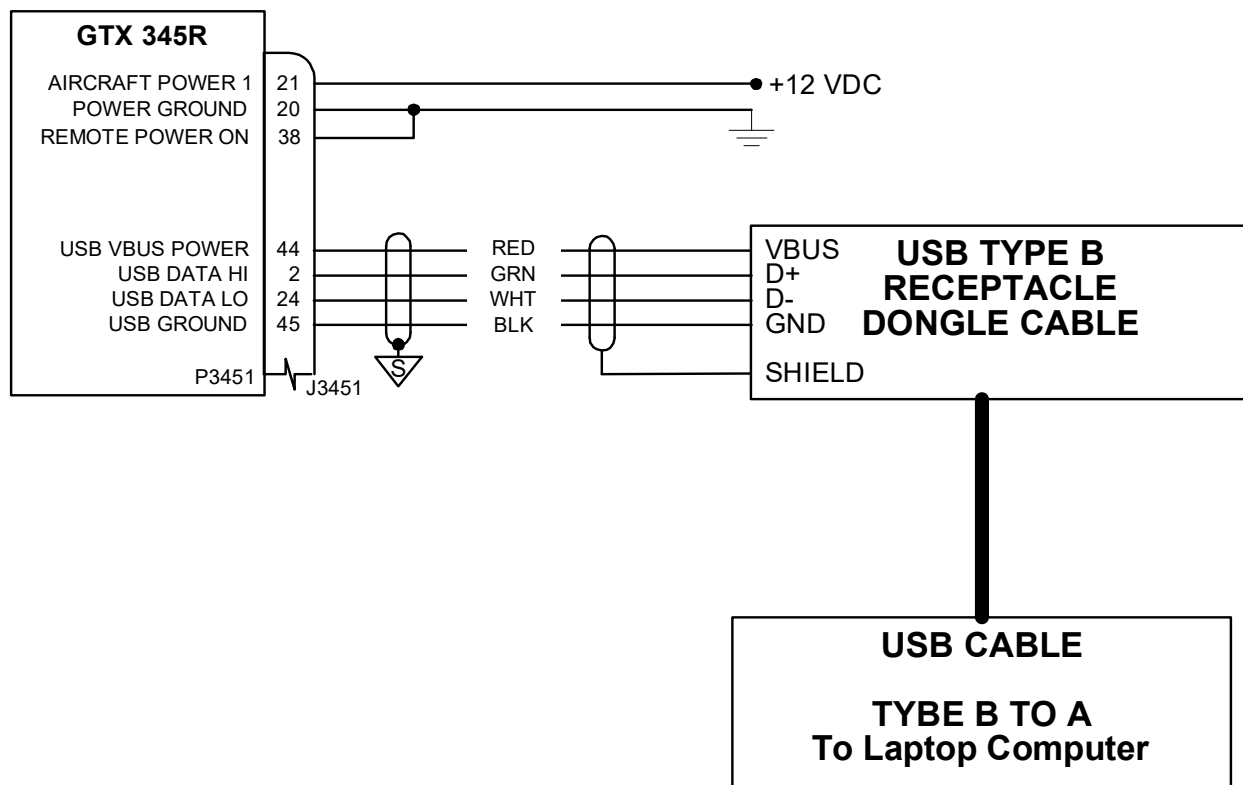 GTX 345R
AIRCRAFT POWER 1 21 +12 VDC
POWER GROUND 20
REMOTE POWER ON 38
USB VBUS POWER 44 RED VBUS
USB DATA HI 2 GRN D+
USB DATA LO 24 WHT D-
USB GROUND 45 BLK GND
P3451 J3451
S
SHIELD
USB TYPE B
RECEPTACLE
DONGLE CABLE
USB CABLE
TYBE B TO A
To Laptop Computer